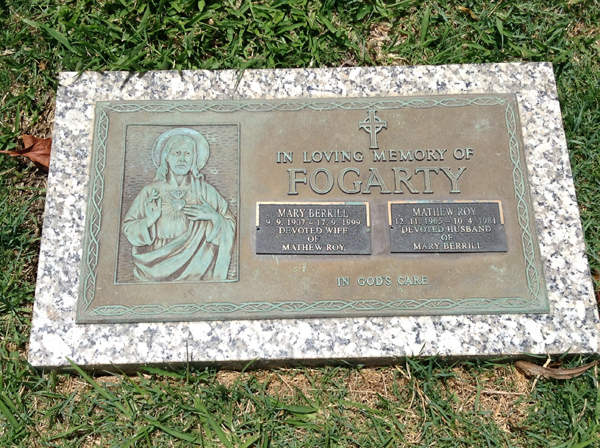 IN LOVING MEMORY OF
FOGARTY
MARY BERRILL
9. 9. 1907 - 17. 9. 1999
DEVOTED WIFE
OF
MATHEW ROY.
MATHEW ROY
12. 11. 1905 - 10. 4. 1981
DEVOTED HUSBAND
OF
MARY BERRILL
IN GOD'S CARE